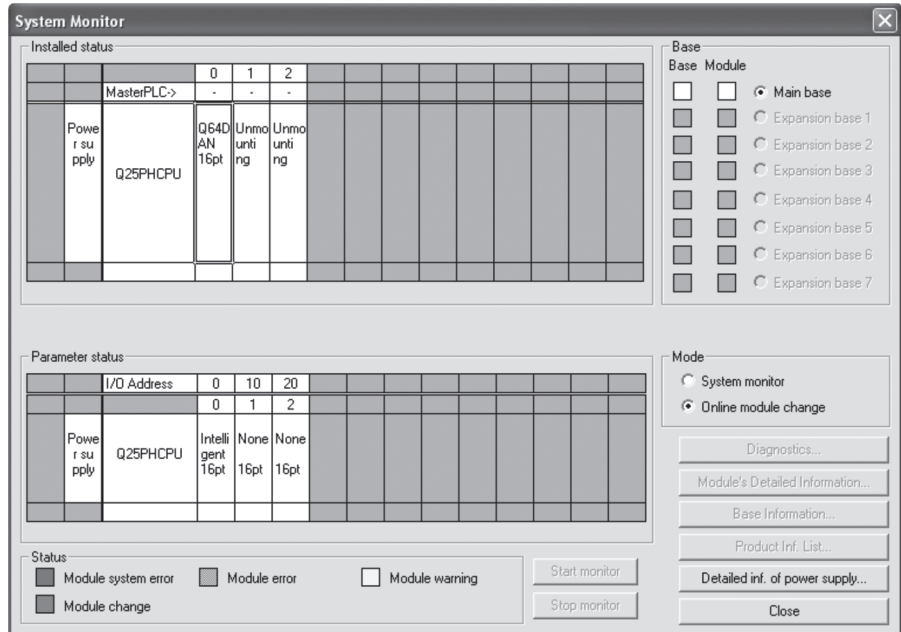 System Monitor
Installed status
0 1 2
MasterPLC-> - - -
Powe
r su
pply
Q25PHCPU
Q64D
AN
16pt
Unmo
unti
ng
Unmo
unti
ng
Base
Base Module
Main base
Expansion base 1
Expansion base 2
Expansion base 3
Expansion base 4
Expansion base 5
Expansion base 6
Expansion base 7
Parameter status
I/O Address 0 10 20
0 1 2
Powe
r su
pply
Q25PHCPU
Intelli
gent
16pt
None
16pt
None
16pt
Mode
System monitor
Online module change
Diagnostics...
Module's Detailed Information...
Base Information...
Product Inf. List...
Detailed inf. of power supply...
Close
Status
Module system error
Module error
Module warning
Module change
Start monitor
Stop monitor